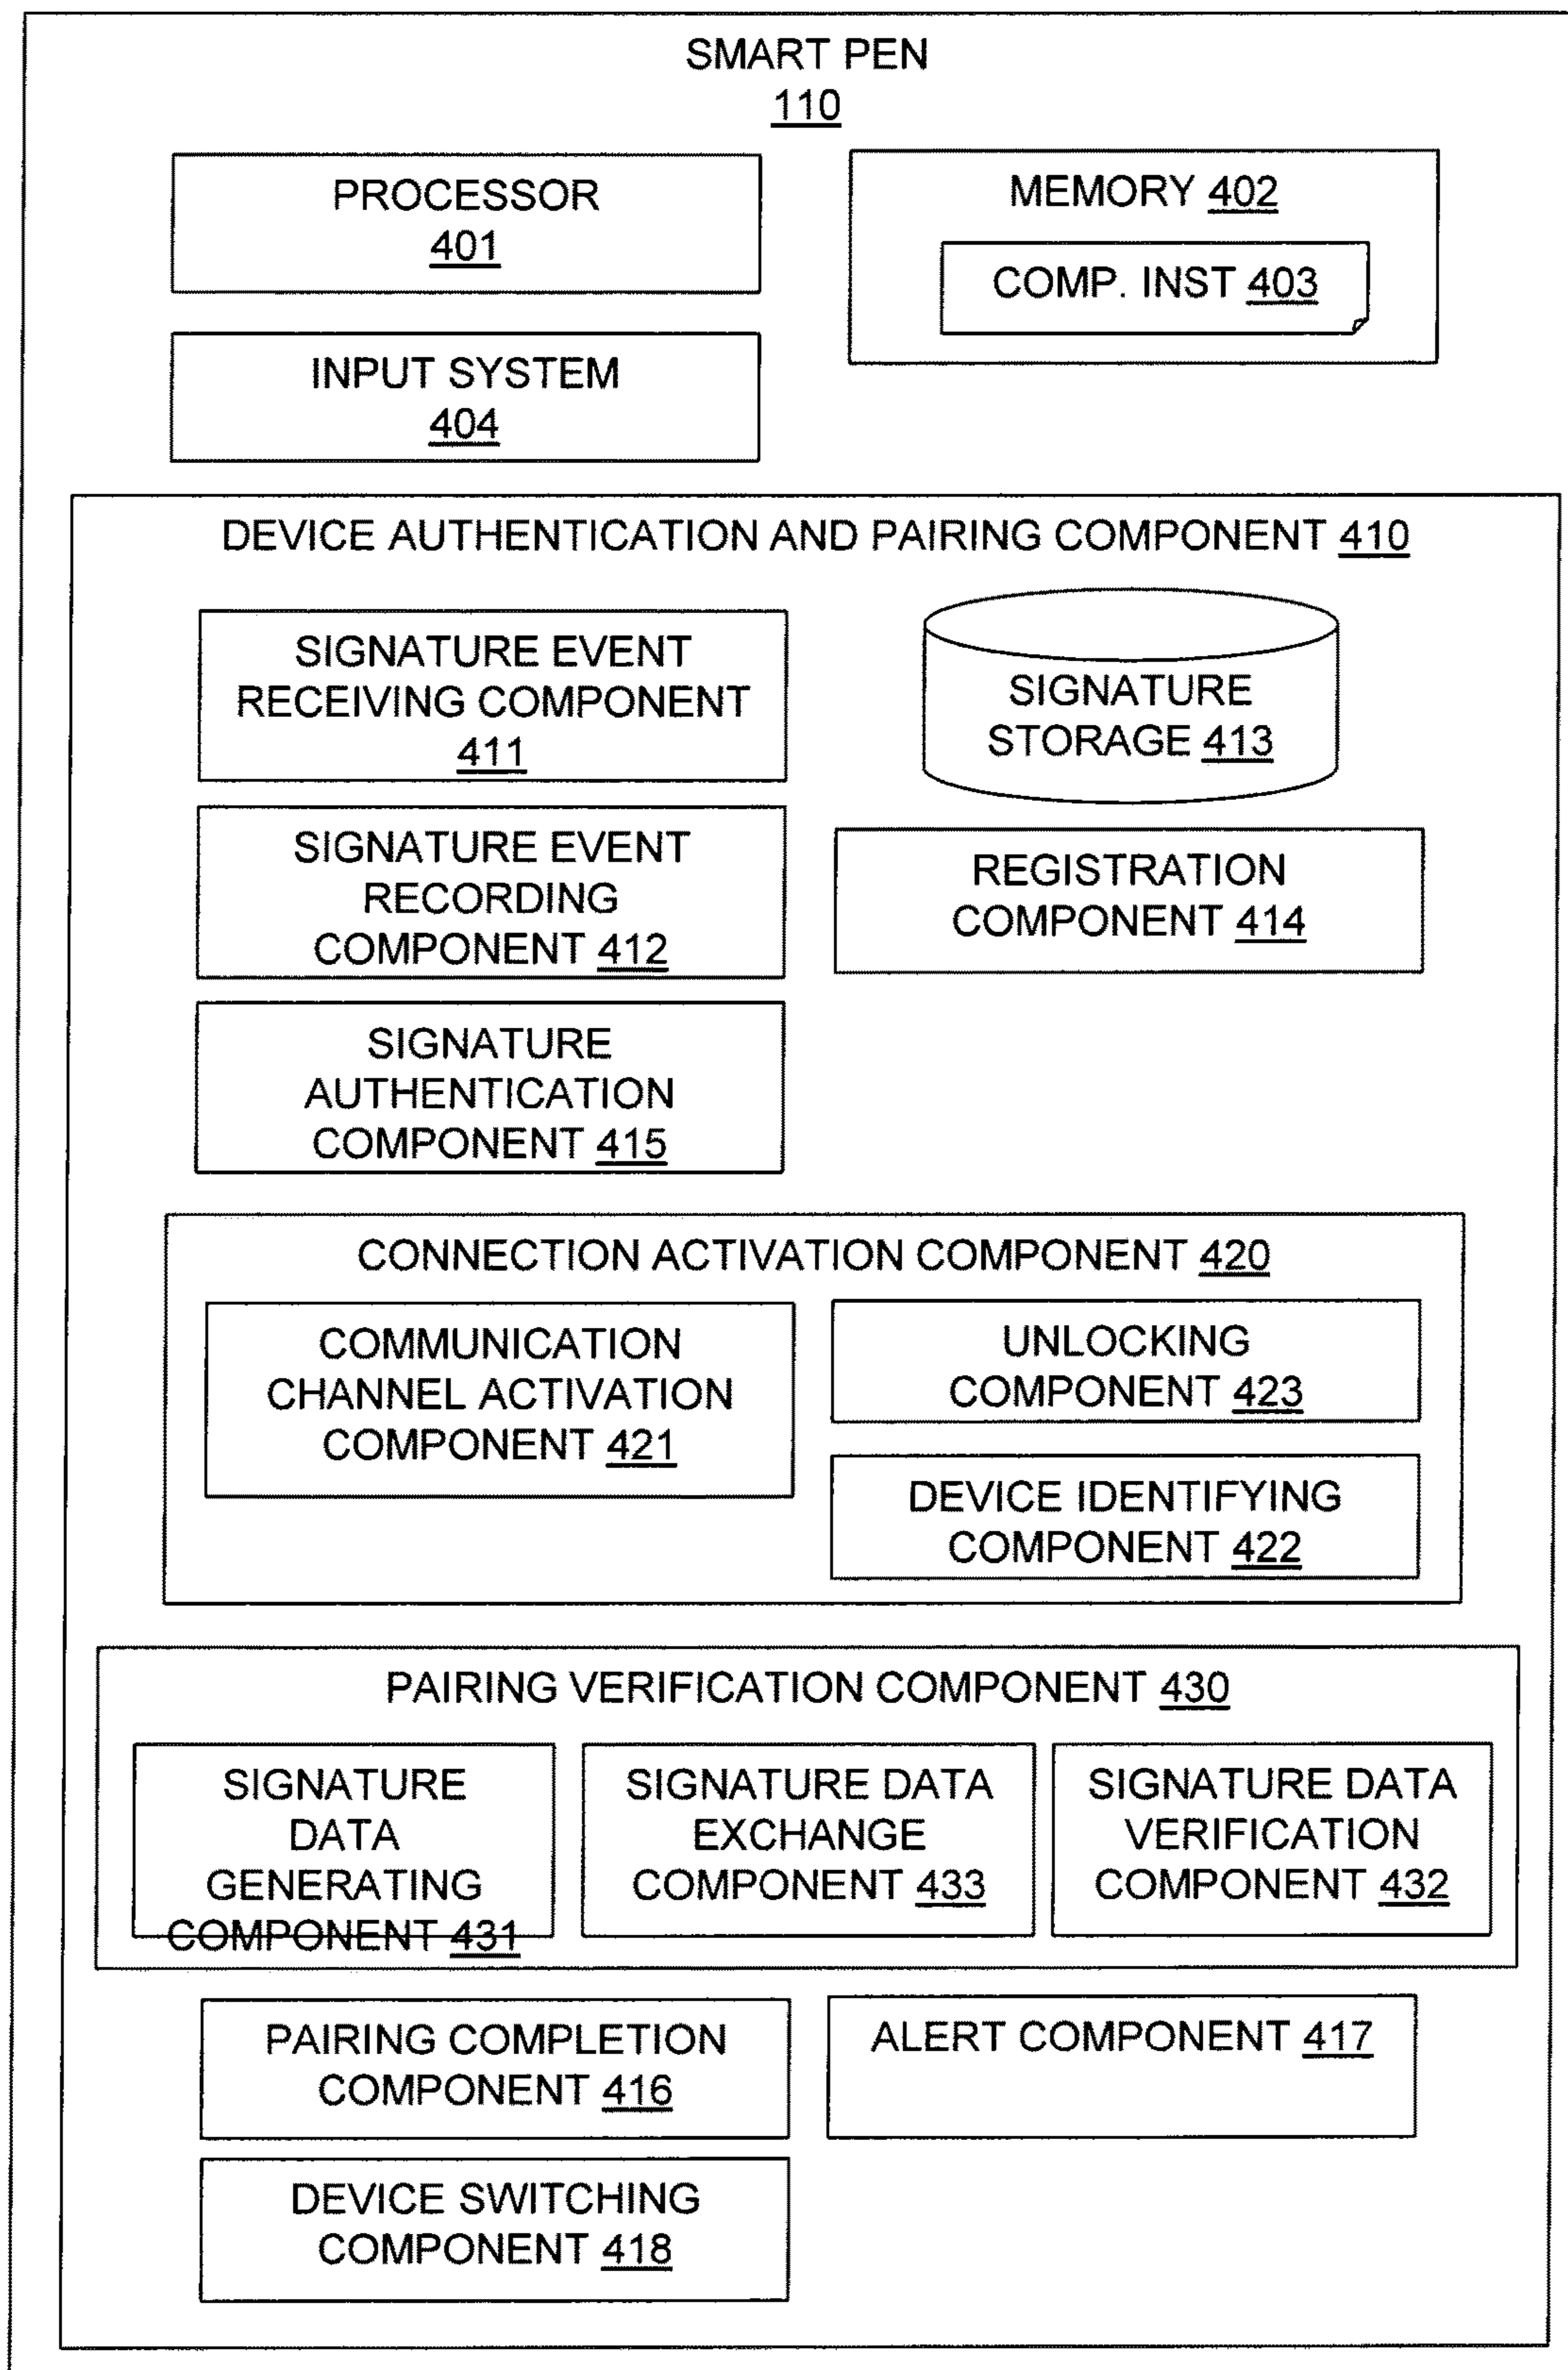 SMART PEN
110
PROCESSOR
401
MEMORY 402
COMP. INST 403
INPUT SYSTEM
404
DEVICE AUTHENTICATION AND PAIRING COMPONENT 410
SIGNATURE EVENT
RECEIVING COMPONENT
411
SIGNATURE
STORAGE 413
SIGNATURE EVENT
RECORDING
COMPONENT 412
REGISTRATION
COMPONENT 414
SIGNATURE
AUTHENTICATION
COMPONENT 415
CONNECTION ACTIVATION COMPONENT 420
COMMUNICATION
CHANNEL ACTIVATION
COMPONENT 421
UNLOCKING
COMPONENT 423
DEVICE IDENTIFYING
COMPONENT 422
PAIRING VERIFICATION COMPONENT 430
SIGNATURE
DATA
GENERATING
COMPONENT 431
SIGNATURE DATA
EXCHANGE
COMPONENT 433
SIGNATURE DATA
VERIFICATION
COMPONENT 432
PAIRING COMPLETION
COMPONENT 416
ALERT COMPONENT 417
DEVICE SWITCHING
COMPONENT 418